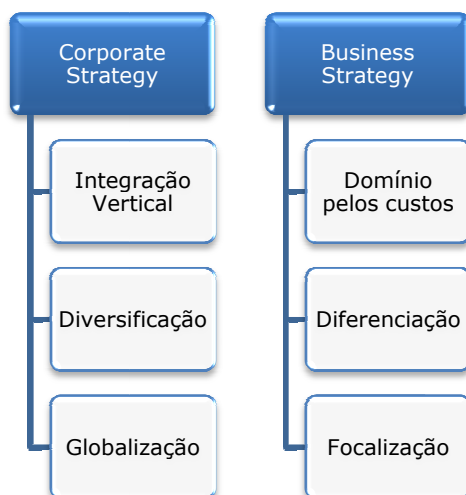 Corporate
Strategy
Integração
Vertical
Diversificação
Globalização
Business
Strategy
Domínio
pelos custos
Diferenciação
Focalização